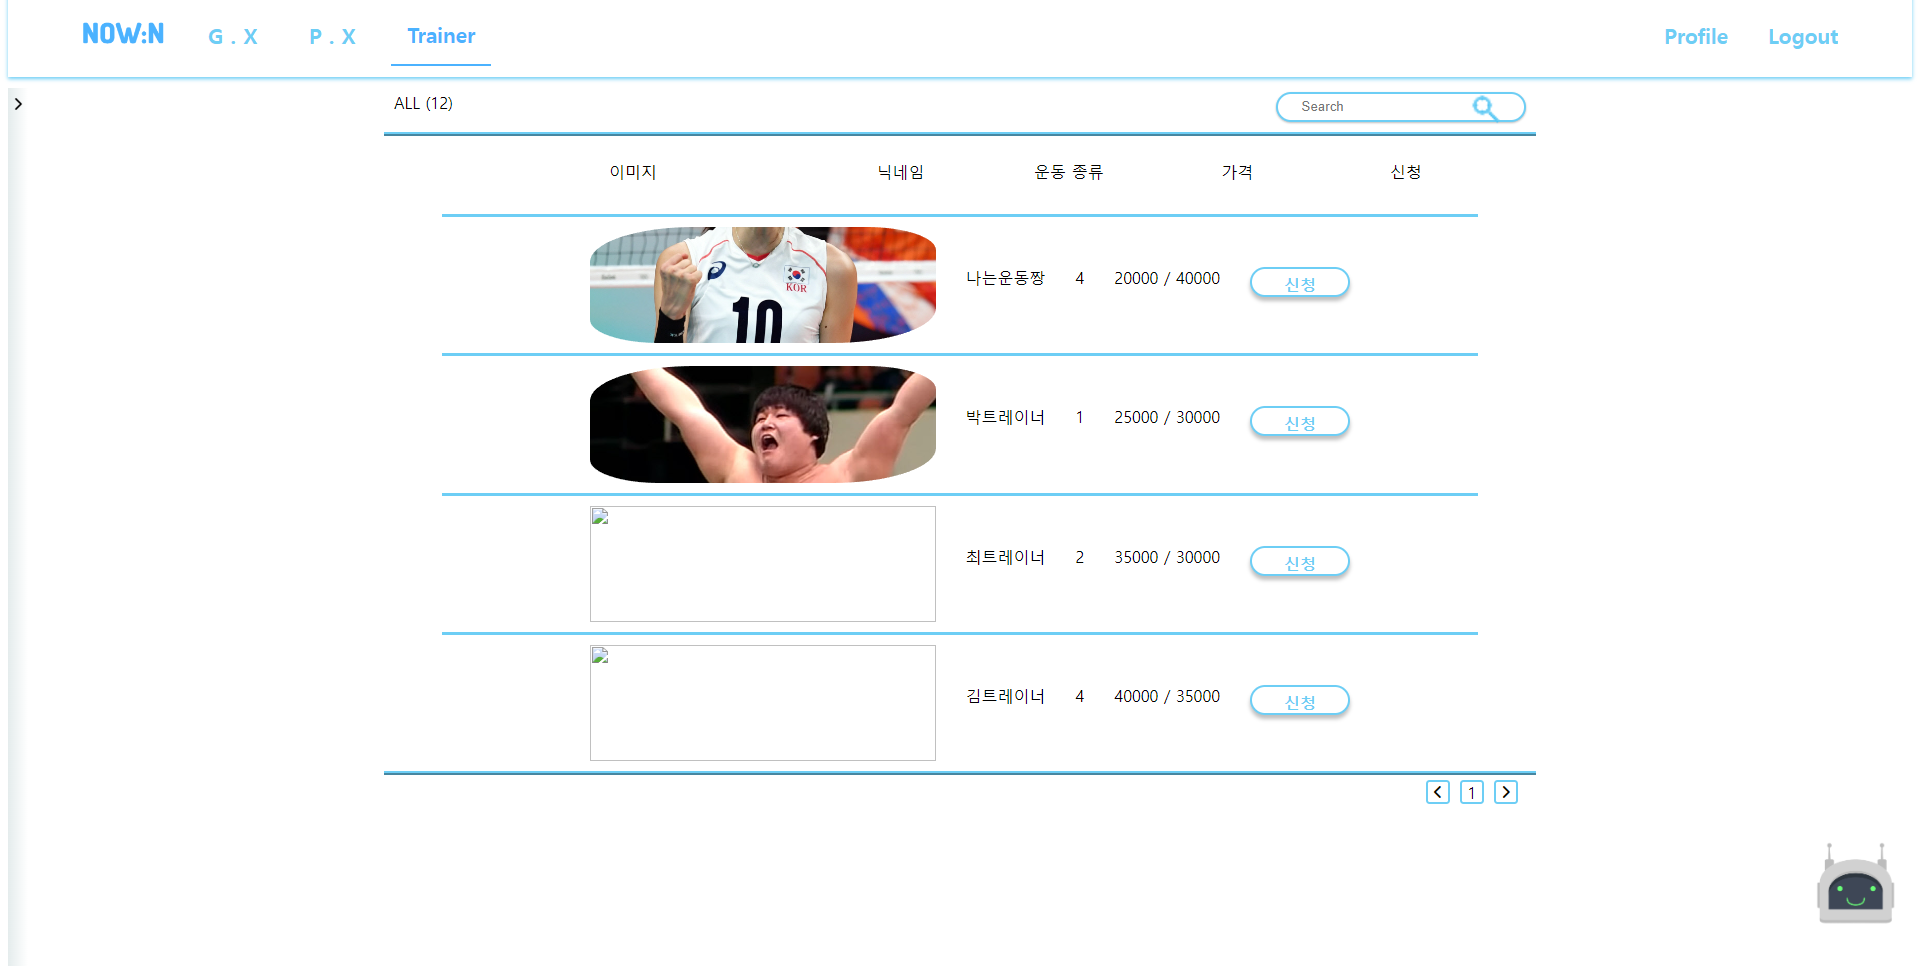 NOW:N G . X P . X Trainer Profile Logout
ALL (12) Search
이미지 닉네임 운동 종류 가격 신청
KOR
10
나는운동짱 4 20000 / 40000 신청
박트레이너 1 25000 / 30000 신청
최트레이너 2 35000 / 30000 신청
김트레이너 4 40000 / 35000 신청
1